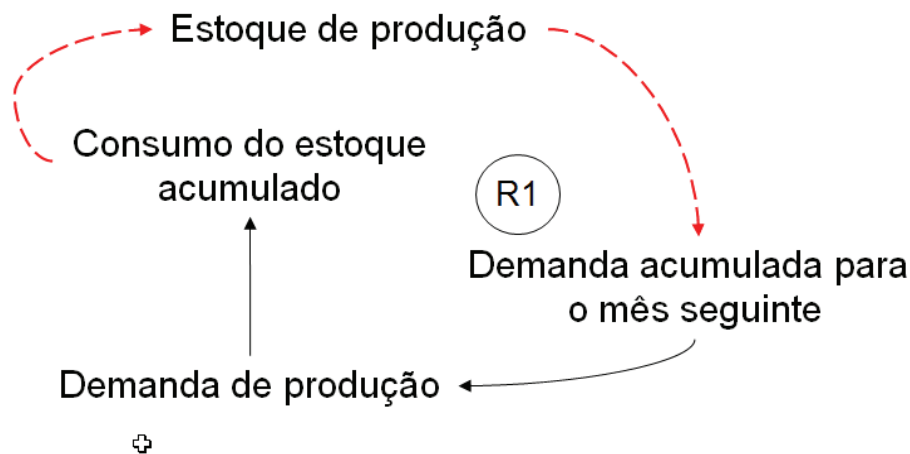 Estoque de produção
Consumo do estoque
acumulado
R1
Demanda acumulada para
o mês seguinte
Demanda de produção